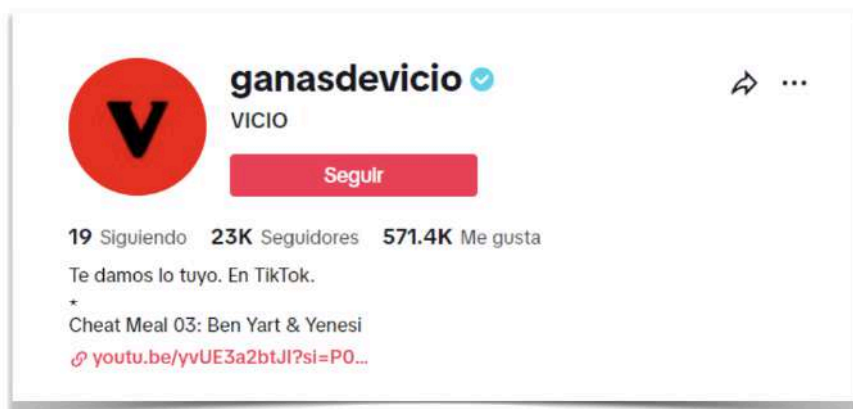 V
ganasdevicio
VICIO
Seguir
19 Siguiendo 23K Seguidores 571.4K Me gusta
Te damos lo tuyo. En TikTok.
*
Cheat Meal 03: Ben Yart & Yenesi
youtu.be/yvUE3a2btJI?si=P0...